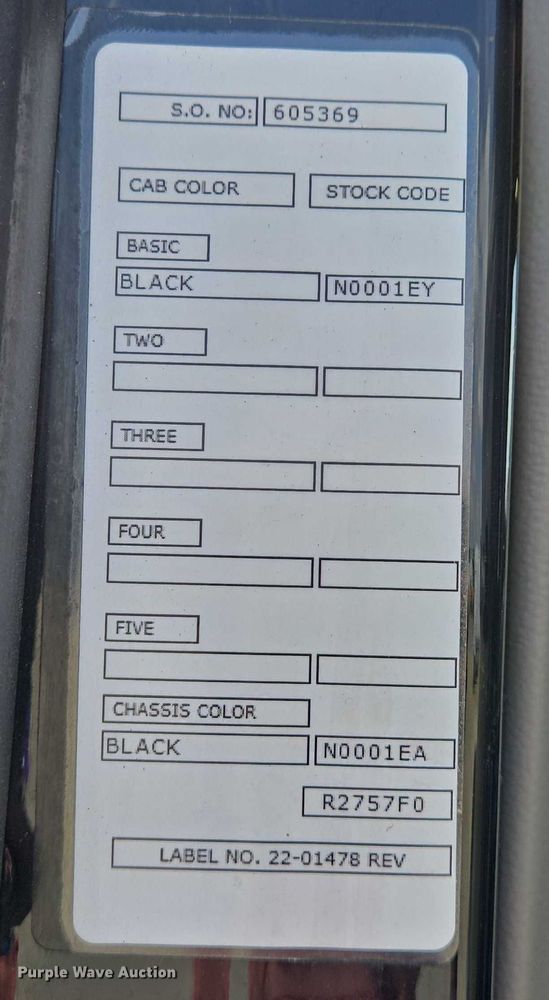 S.O. NO: 605369
CAB COLOR STOCK CODE
BASIC
BLACK N0001EY
TWO
THREE
FOUR
FIVE
CHASSIS COLOR
BLACK N0001EA
R2757F0
LABEL NO. 22-01478 REV
Purple Wave Auction